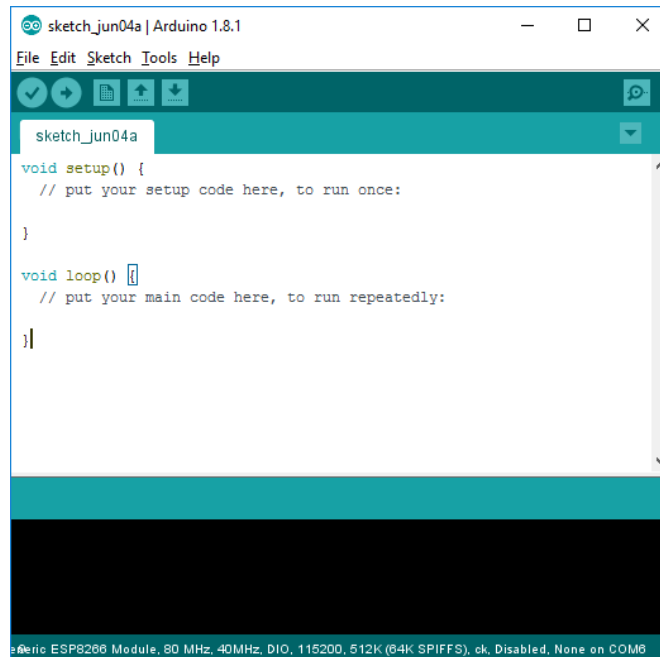 sketch_jun04a | Arduino 1.8.1
File Edit Sketch Tools Help
sketch_jun04a
void setup() {
  // put your setup code here, to run once:
}
void loop() {
  // put your main code here, to run repeatedly:
}
ESP8266 Module, 80 MHz, 40MHz, DIO, 115200, 512K (64K SPIFFS), ck, Disabled, None on COM6